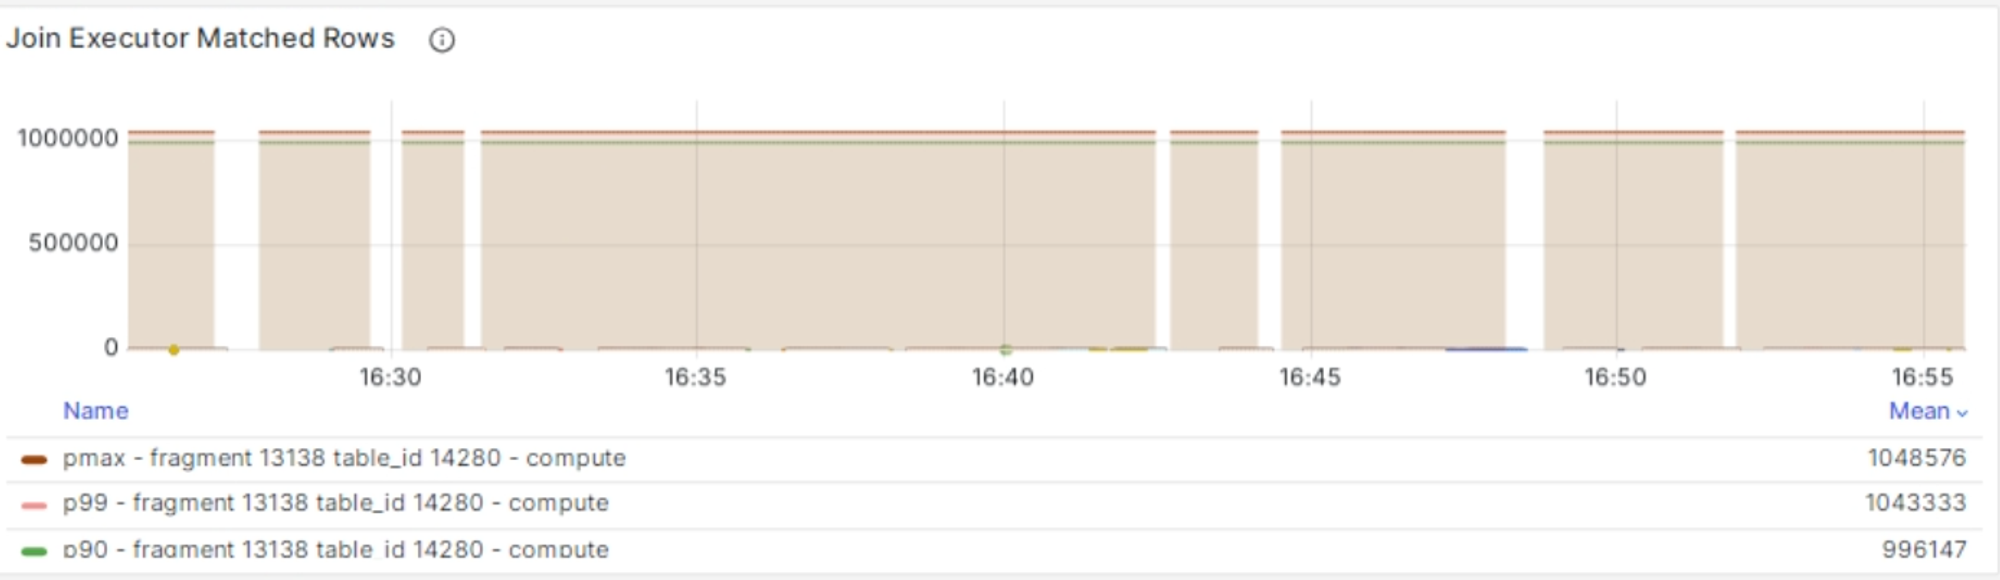 Join Executor Matched Rows
1000000
500000
0
16:30 16:35 16:40 16:45 16:50 16:55
Name Mean
pmax - fragment 13138 table_id 14280 - compute 1048576
p99 - fragment 13138 table_id 14280 - compute 1043333
p90 - fragment 13138 table_id 14280 - compute 996147